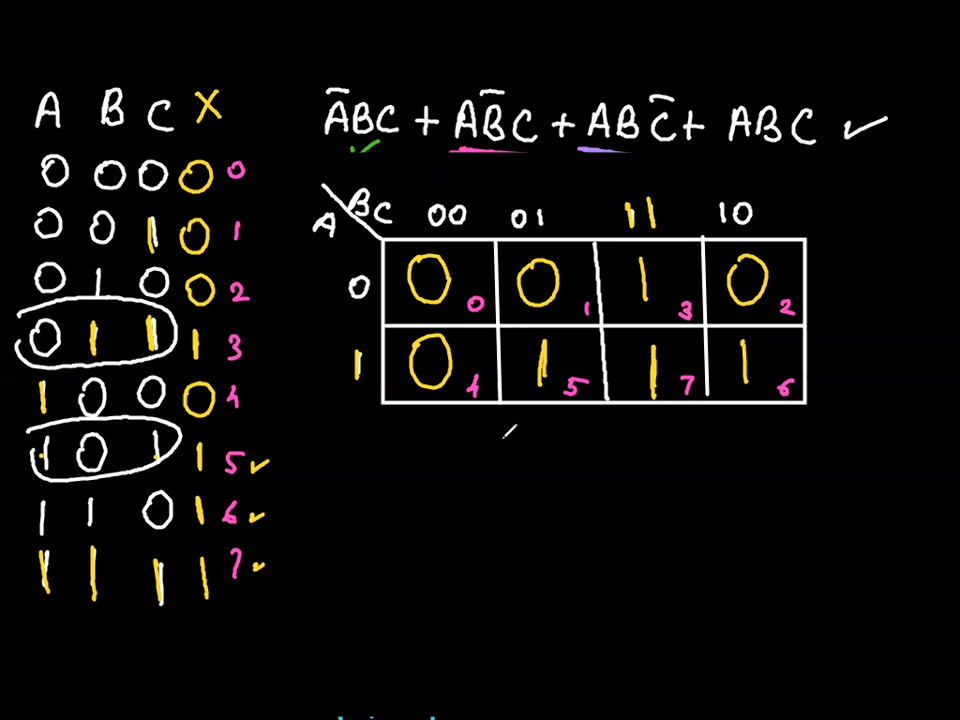 A B C X
0 0 0 0 0
0 0 1 0 1
0 1 0 0 2
0 1 1 1 3
1 0 0 0 4
1 0 1 1 5 ✓
1 1 0 1 6 ✓
1 1 1 1 7 ✓
A̅BC + AB̅C + ABC̅ + ABC ✓
A BC 00 01 11 10
0 0 0 0 1 1 3 0 2
1 0 4 1 5 1 7 1 6